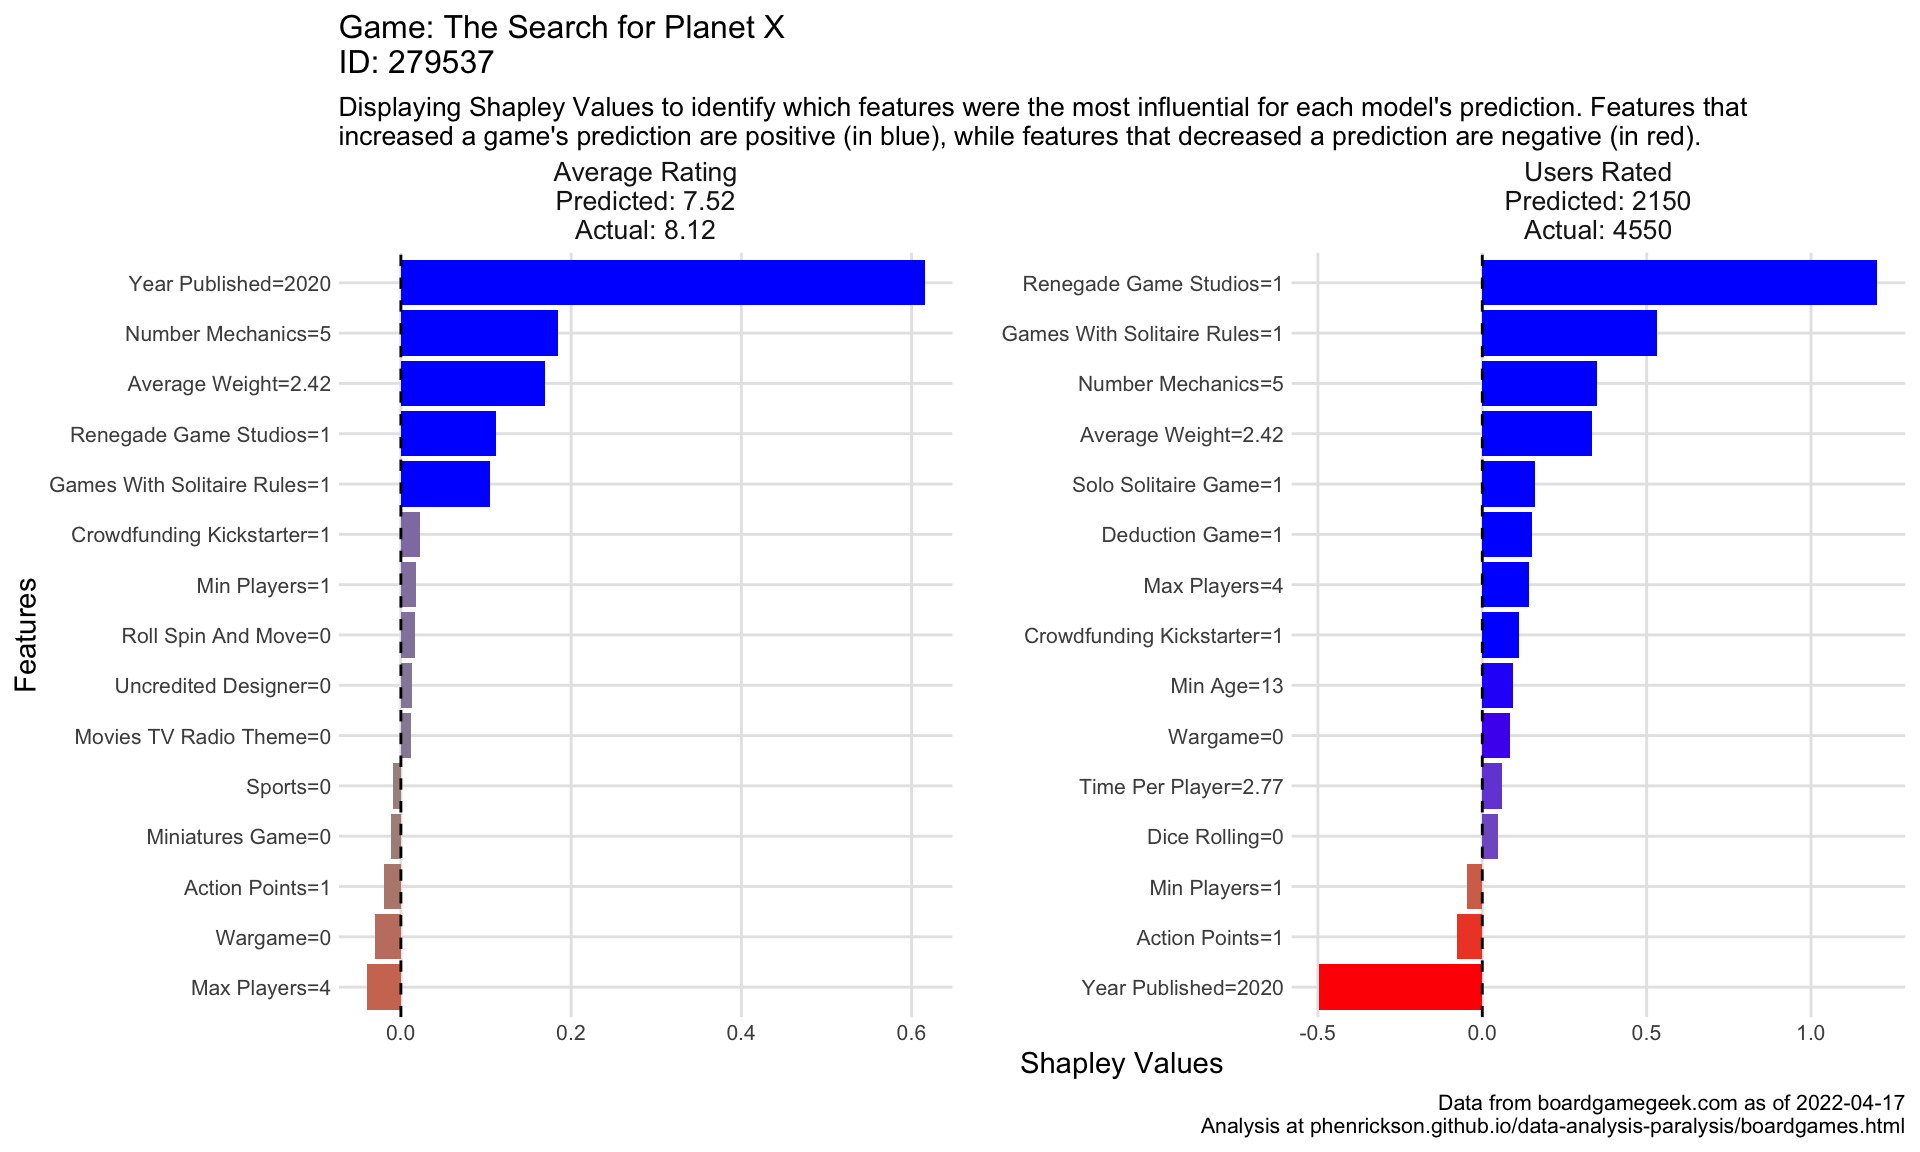 Game: The Search for Planet X
ID: 279537
Displaying Shapley Values to identify which features were the most influential for each model's prediction. Features that
increased a game's prediction are positive (in blue), while features that decreased a prediction are negative (in red).
Average Rating
Predicted: 7.52
Actual: 8.12
Features
Year Published=2020
Number Mechanics=5
Average Weight=2.42
Renegade Game Studios=1
Games With Solitaire Rules=1
Crowdfunding Kickstarter=1
Min Players=1
Roll Spin And Move=0
Uncredited Designer=0
Movies TV Radio Theme=0
Sports=0
Miniatures Game=0
Action Points=1
Wargame=0
Max Players=4
0.0 0.2 0.4 0.6
Users Rated
Predicted: 2150
Actual: 4550
Renegade Game Studios=1
Games With Solitaire Rules=1
Number Mechanics=5
Average Weight=2.42
Solo Solitaire Game=1
Deduction Game=1
Max Players=4
Crowdfunding Kickstarter=1
Min Age=13
Wargame=0
Time Per Player=2.77
Dice Rolling=0
Min Players=1
Action Points=1
Year Published=2020
-0.5 0.0 0.5 1.0
Shapley Values
Data from boardgamegeek.com as of 2022-04-17
Analysis at phenrickson.github.io/data-analysis-paralysis/boardgames.html